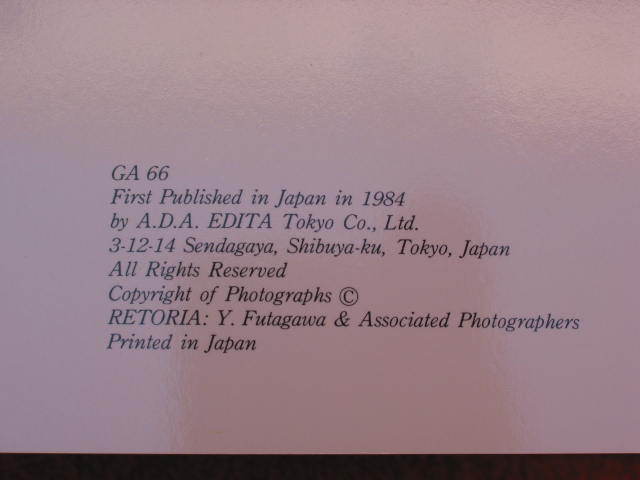 GA 66
First Published in Japan in 1984
by A.D.A. EDITA Tokyo Co., Ltd.
3-12-14 Sendagaya, Shibuya-ku, Tokyo, Japan
All Rights Reserved
Copyright of Photographs ©
RETORIA: Y. Futagawa & Associated Photographers
Printed in Japan